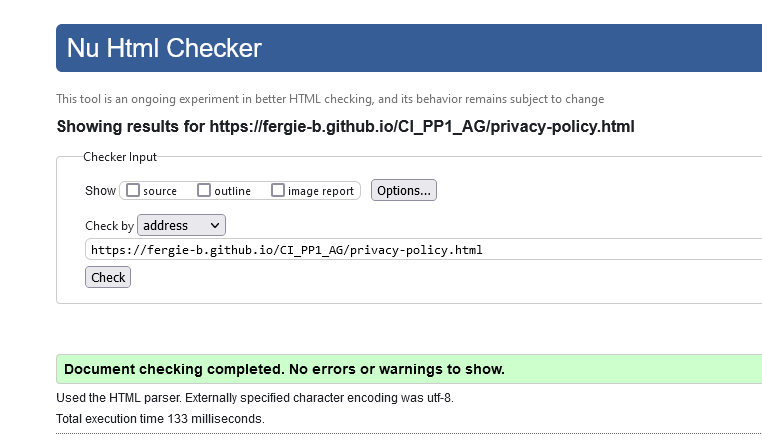 Nu Html Checker
This tool is an ongoing experiment in better HTML checking, and its behavior remains subject to change
Showing results for https://fergie-b.github.io/CI_PP1_AG/privacy-policy.html
Checker Input
Show source outline image report Options...
Check by address
https://fergie-b.github.io/CI_PP1_AG/privacy-policy.html
Check
Document checking completed. No errors or warnings to show.
Used the HTML parser. Externally specified character encoding was utf-8.
Total execution time 133 milliseconds.